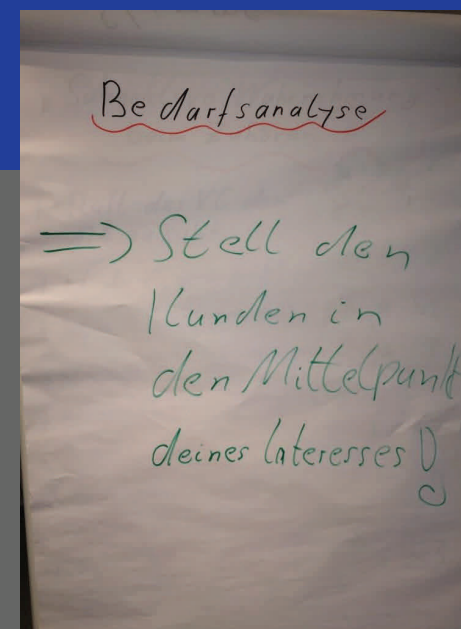 Bedarfsanalyse
=> Stell den
Kunden in
den Mittelpunkt
deines Interesses!